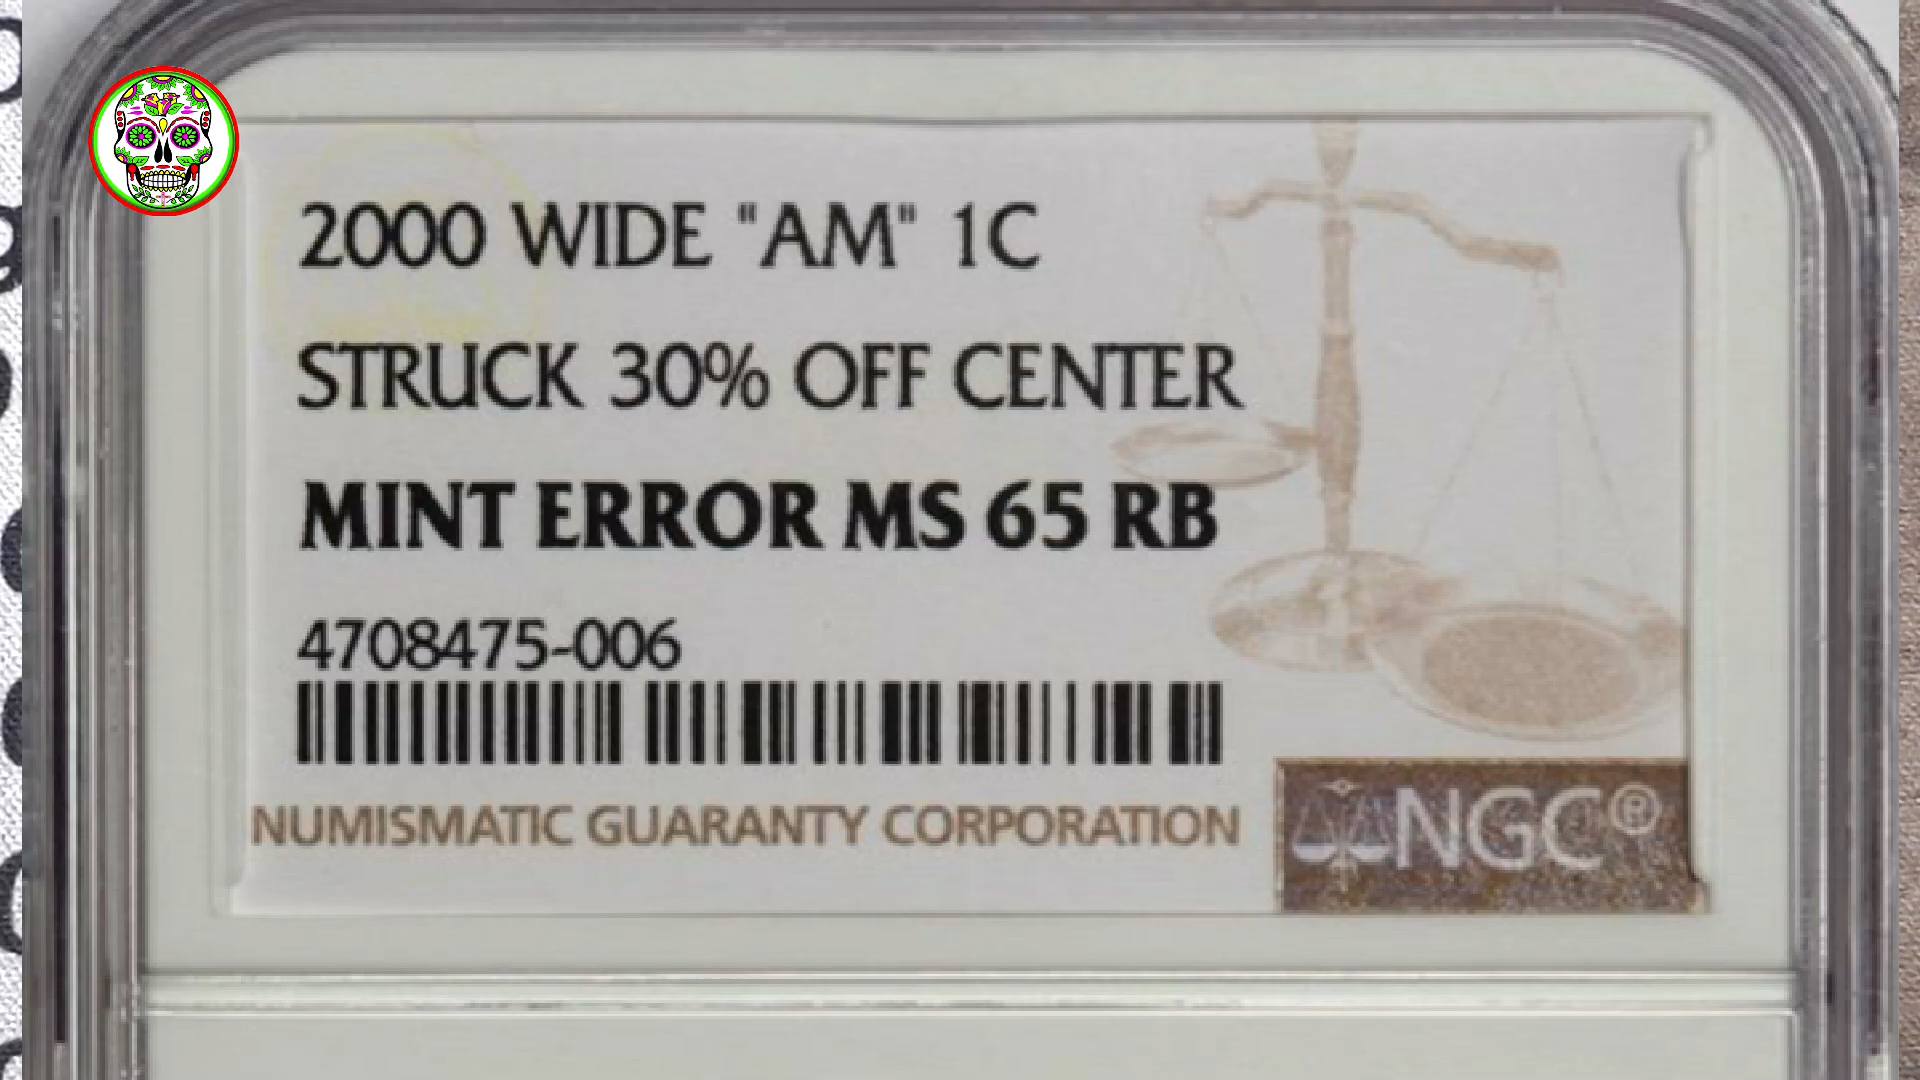 2000 WIDE "AM" 1C
STRUCK 30% OFF CENTER
MINT ERROR MS 65 RB
4708475-006
NUMISMATIC GUARANTY CORPORATION
NGC®